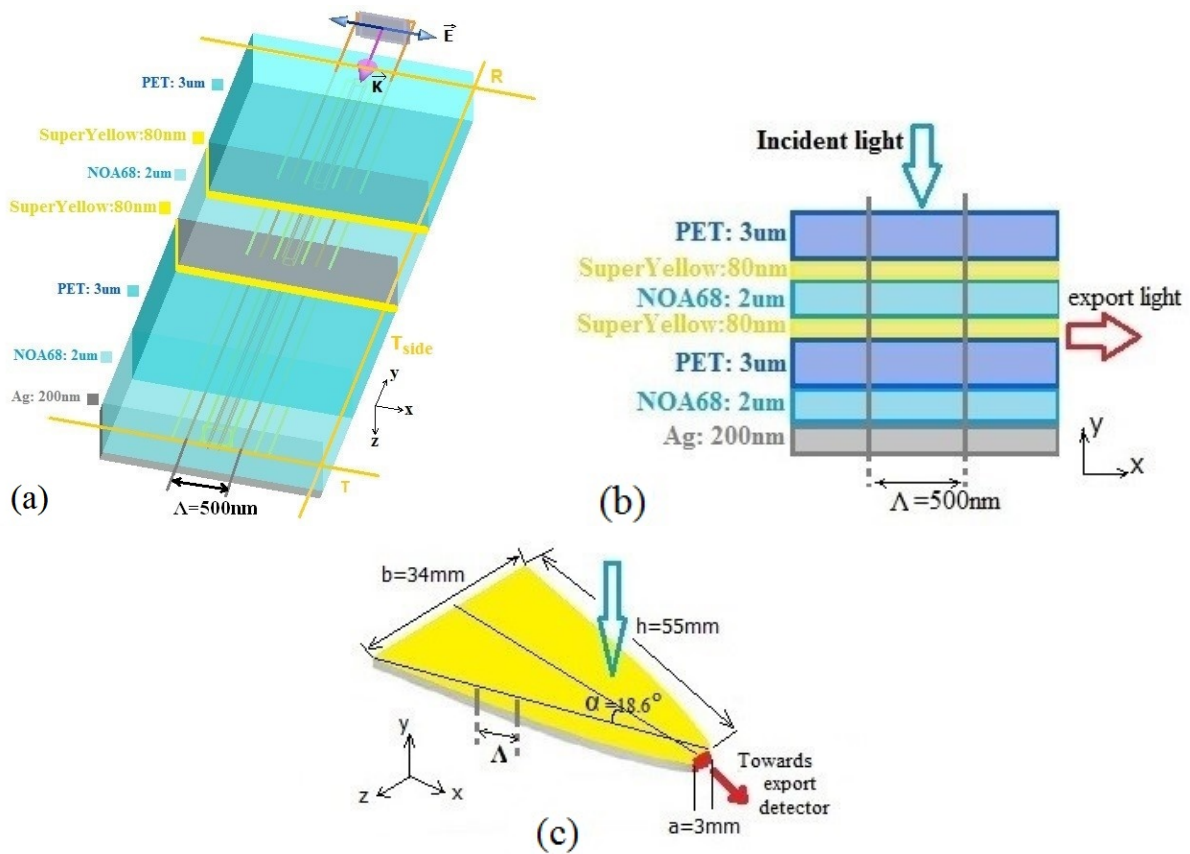 (a)
E
K
R
PET: 3um
SuperYellow:80nm
NOA68: 2um
SuperYellow:80nm
PET: 3um
NOA68: 2um
Ag: 200nm
Tside
y
x
z
T
Λ=500nm
(b)
Incident light
PET: 3um
SuperYellow:80nm
NOA68: 2um
SuperYellow:80nm
PET: 3um
NOA68: 2um
Ag: 200nm
export light
y
x
Λ=500nm
(c)
b=34mm
h=55mm
α=18.6°
Λ
y
z
x
a=3mm
Towards
export
detector